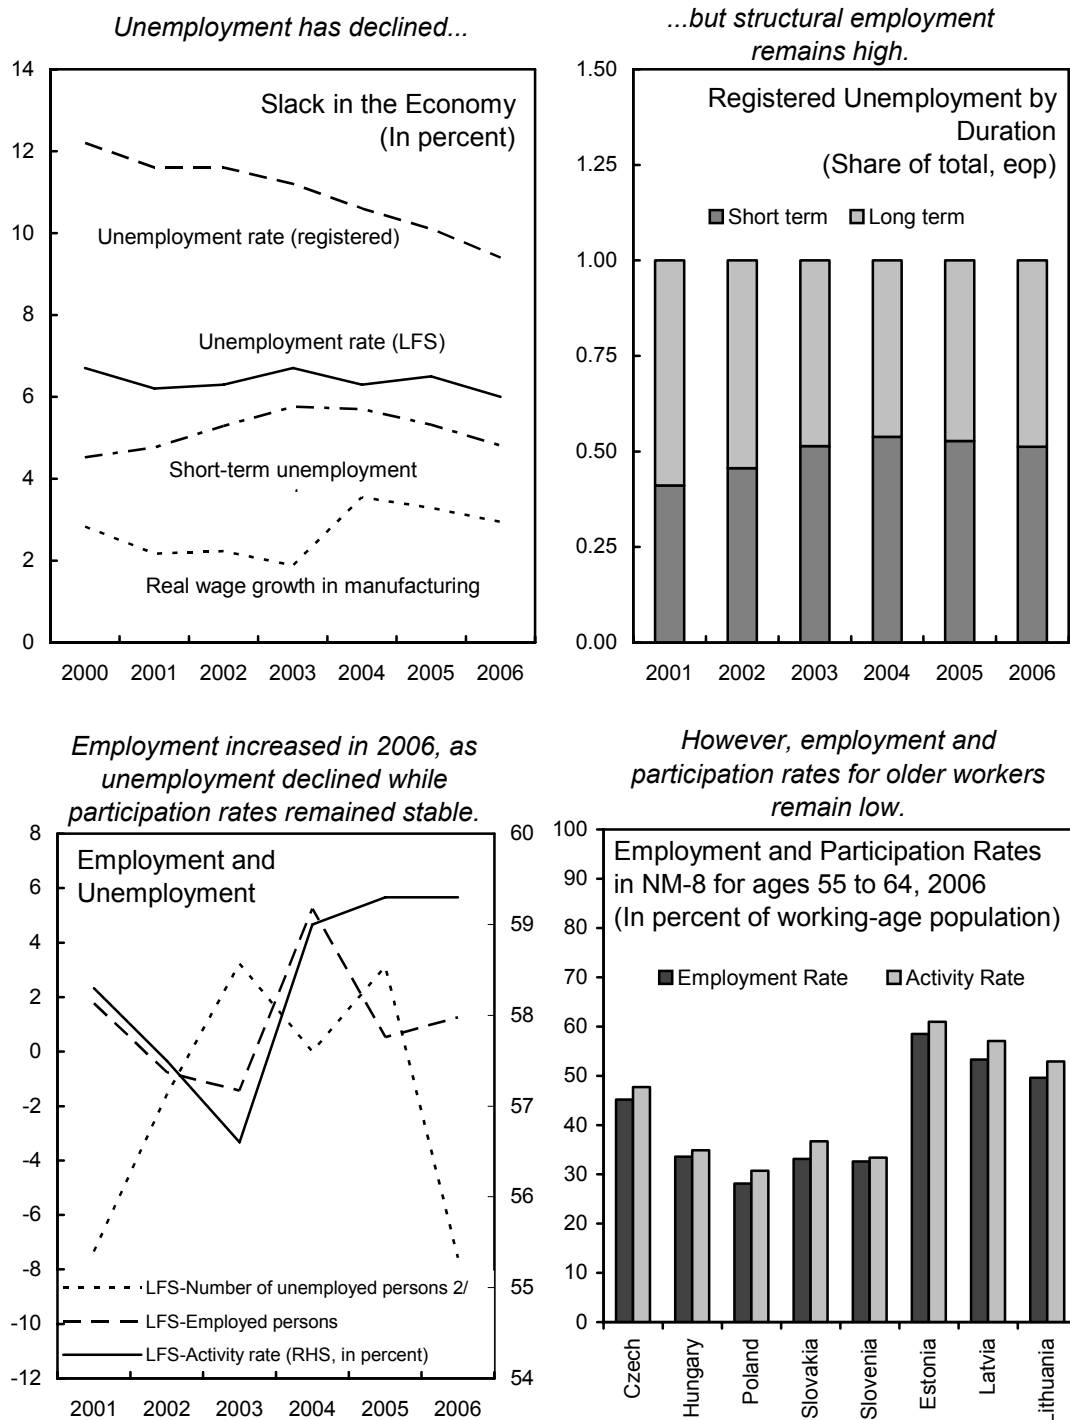 Unemployment has declined...
14
12
10
8
6
4
2
0
Slack in the Economy
(In percent)
Unemployment rate (registered)
Unemployment rate (LFS)
Short-term unemployment
Real wage growth in manufacturing
2000 2001 2002 2003 2004 2005 2006
...but structural employment
remains high.
1.50
1.25
1.00
0.75
0.50
0.25
0.00
Registered Unemployment by
Duration
(Share of total, eop)
Short term Long term
2001 2002 2003 2004 2005 2006
Employment increased in 2006, as
unemployment declined while
participation rates remained stable.
8
6
4
2
0
-2
-4
-6
-8
-10
-12
Employment and
Unemployment
60
59
58
57
56
55
54
LFS-Number of unemployed persons 2/
LFS-Employed persons
LFS-Activity rate (RHS, in percent)
2001 2002 2003 2004 2005 2006
However, employment and
participation rates for older workers
remain low.
100
90
80
70
60
50
40
30
20
10
0
Employment and Participation Rates
in NM-8 for ages 55 to 64, 2006
(In percent of working-age population)
Employment Rate Activity Rate
Czech
Hungary
Poland
Slovakia
Slovenia
Estonia
Latvia
Lithuania